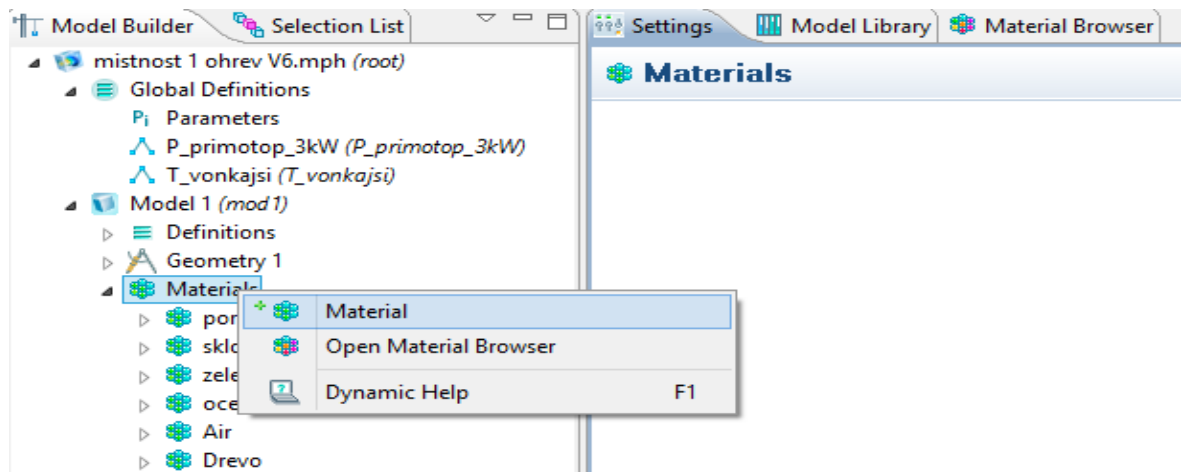 Model Builder Selection List Settings Model Library Material Browser
mistnost 1 ohrev V6.mph (root)
Materials
Global Definitions
Pi Parameters
P_primotop_3kW (P_primotop_3kW)
T_vonkajsi (T_vonkajsi)
Model 1 (mod1)
Definitions
Geometry 1
Materials
Material
Open Material Browser
Dynamic Help F1
Air
Drevo